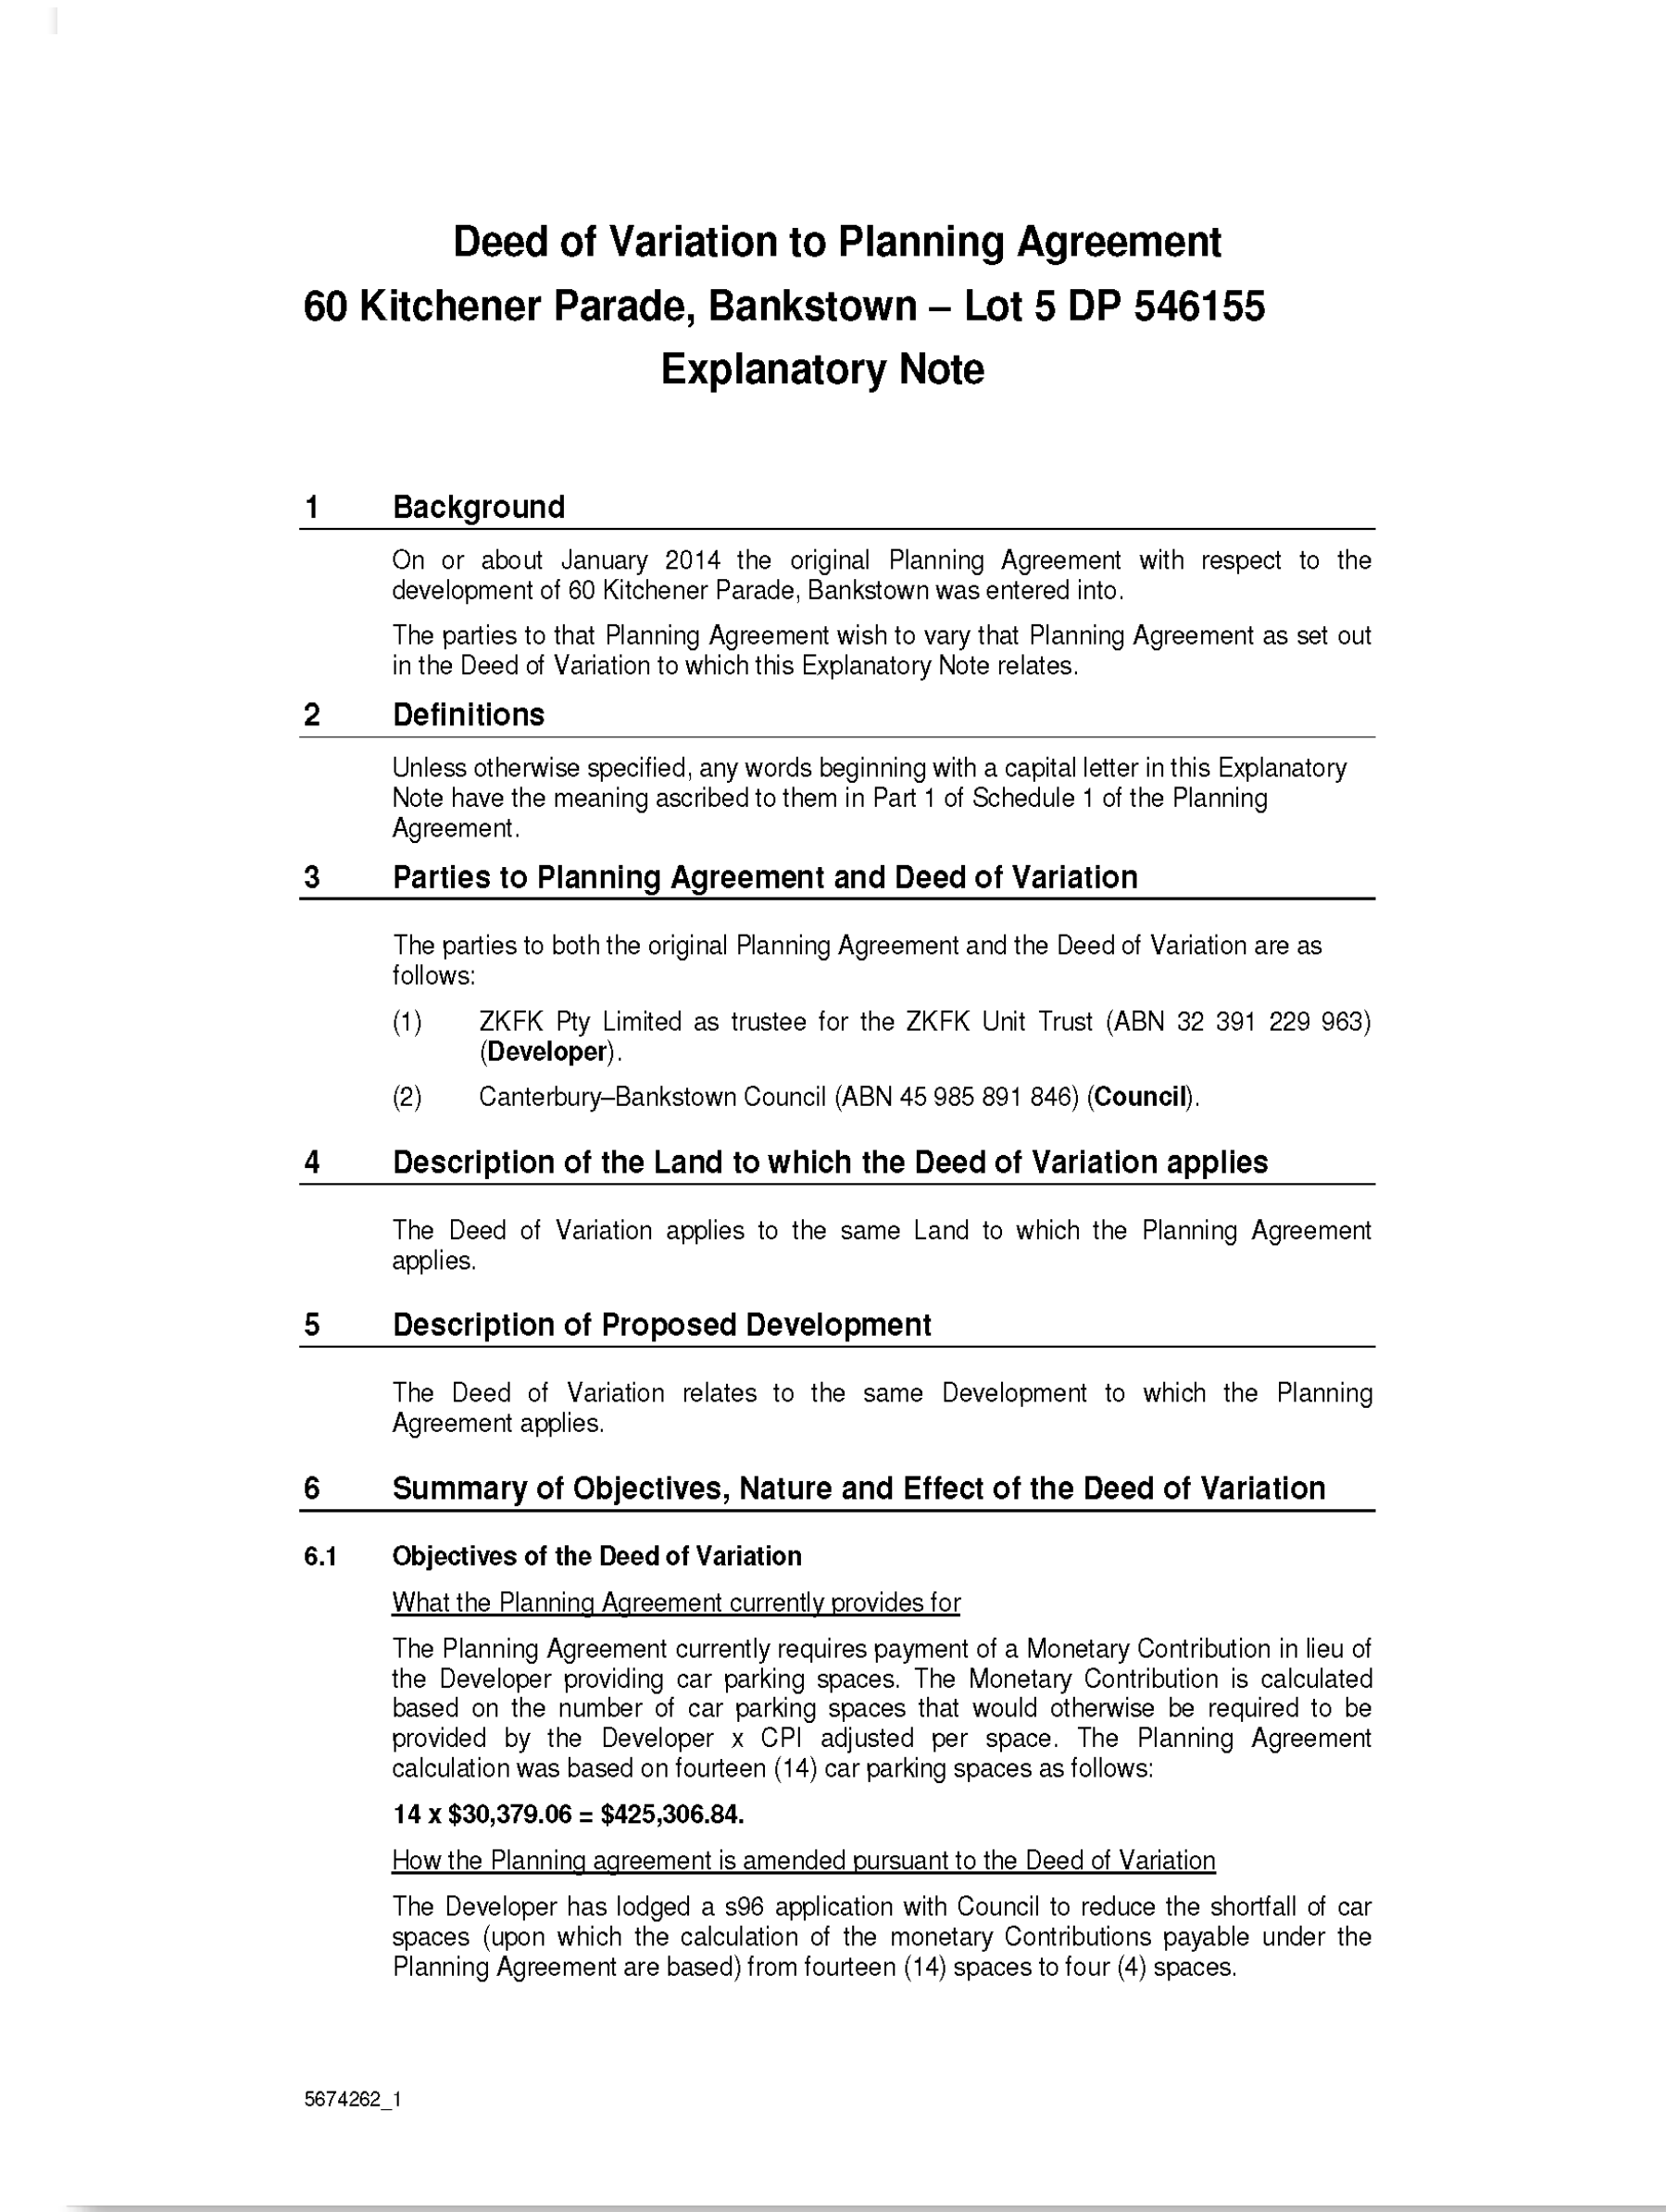 Deed of Variation to Planning Agreement
60 Kitchener Parade, Bankstown – Lot 5 DP 546155
Explanatory Note
1 Background
On or about January 2014 the original Planning Agreement with respect to the
development of 60 Kitchener Parade, Bankstown was entered into.
The parties to that Planning Agreement wish to vary that Planning Agreement as set out
in the Deed of Variation to which this Explanatory Note relates.
2 Definitions
Unless otherwise specified, any words beginning with a capital letter in this Explanatory
Note have the meaning ascribed to them in Part 1 of Schedule 1 of the Planning
Agreement.
3 Parties to Planning Agreement and Deed of Variation
The parties to both the original Planning Agreement and the Deed of Variation are as
follows:
(1) ZKFK Pty Limited as trustee for the ZKFK Unit Trust (ABN 32 391 229 963)
(Developer).
(2) Canterbury–Bankstown Council (ABN 45 985 891 846) (Council).
4 Description of the Land to which the Deed of Variation applies
The Deed of Variation applies to the same Land to which the Planning Agreement
applies.
5 Description of Proposed Development
The Deed of Variation relates to the same Development to which the Planning
Agreement applies.
6 Summary of Objectives, Nature and Effect of the Deed of Variation
6.1 Objectives of the Deed of Variation
What the Planning Agreement currently provides for
The Planning Agreement currently requires payment of a Monetary Contribution in lieu of
the Developer providing car parking spaces. The Monetary Contribution is calculated
based on the number of car parking spaces that would otherwise be required to be
provided by the Developer x CPI adjusted per space. The Planning Agreement
calculation was based on fourteen (14) car parking spaces as follows:
14 x $30,379.06 = $425,306.84.
How the Planning agreement is amended pursuant to the Deed of Variation
The Developer has lodged a s96 application with Council to reduce the shortfall of car
spaces (upon which the calculation of the monetary Contributions payable under the
Planning Agreement are based) from fourteen (14) spaces to four (4) spaces.
5674262_1